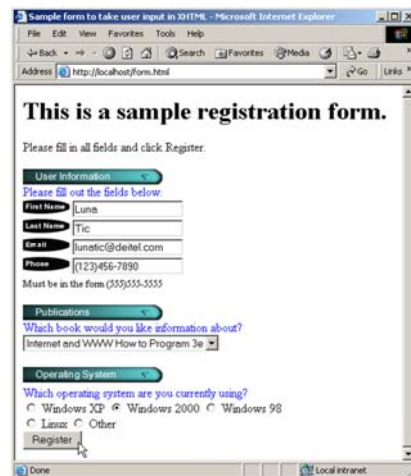 Sample form to take user input in XHTML - Microsoft Internet Explorer
File Edit View Favorites Tools Help
Back Search Favorites Media
Address http://localhost/form.html Go Links
This is a sample registration form.
Please fill in all fields and click Register.
User Information
Please fill out the fields below.
First Name Luna
Last Name Tic
Email lunatic@deitel.com
Phone (123)456-7890
Must be in the form (555)555-5555
Publications
Which book would you like information about?
Internet and WWW How to Program 3e
Operating System
Which operating system are you currently using?
Windows XP Windows 2000 Windows 98
Linux Other
Register
Done Local intranet